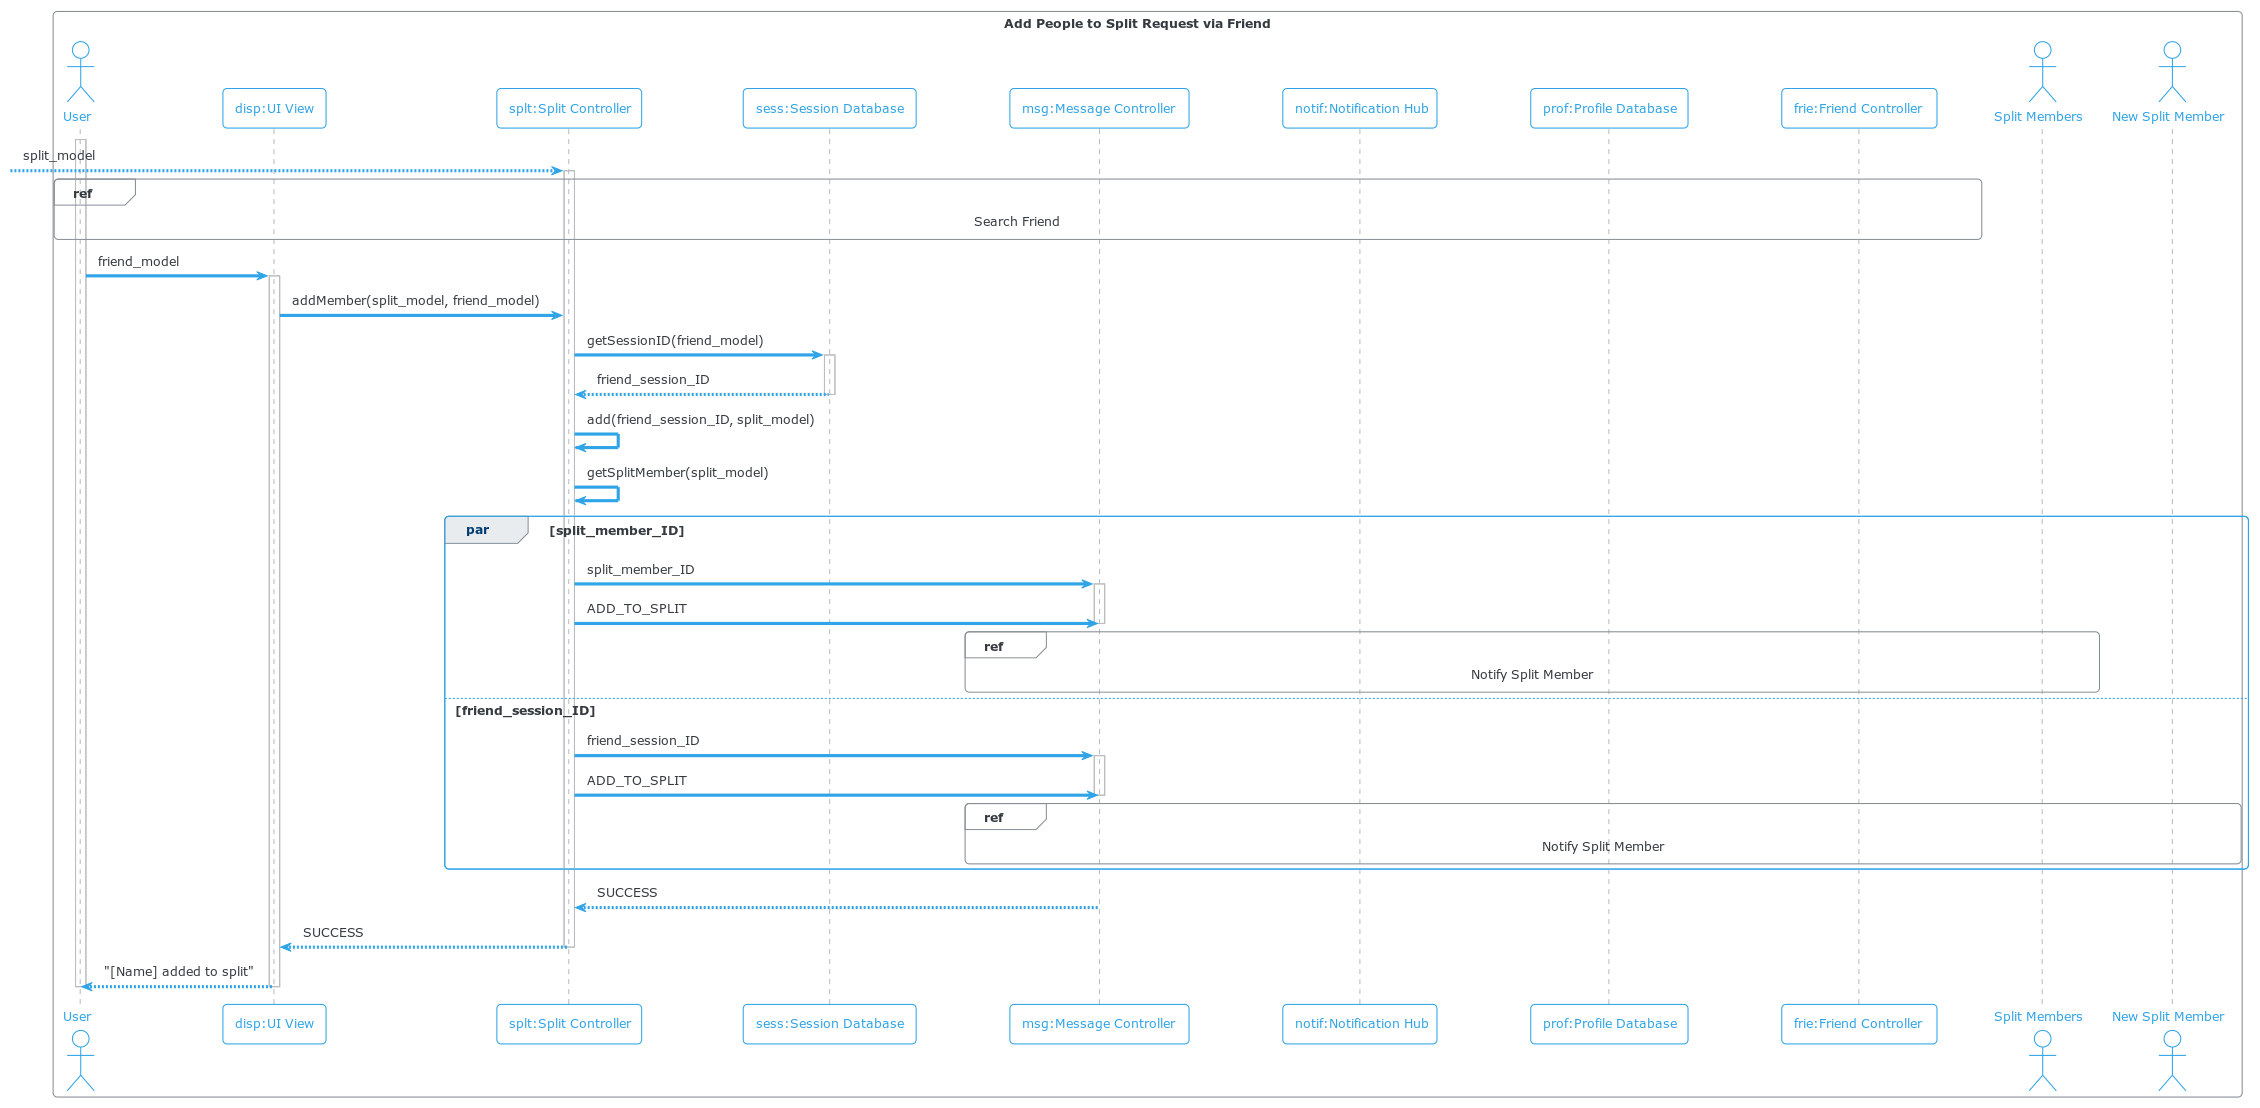 Add People to Split Request via Friend
User
disp:UI View
splt:Split Controller
sess:Session Database
msg:Message Controller
notif:Notification Hub
prof:Profile Database
frie:Friend Controller
Split Members
New Split Member
split_model
ref
Search Friend
friend_model
addMember(split_model, friend_model)
getSessionID(friend_model)
friend_session_ID
add(friend_session_ID, split_model)
getSplitMember(split_model)
par
[split_member_ID]
split_member_ID
ADD_TO_SPLIT
ref
Notify Split Member
[friend_session_ID]
friend_session_ID
ADD_TO_SPLIT
ref
Notify Split Member
SUCCESS
SUCCESS
"[Name] added to split"
User
disp:UI View
splt:Split Controller
sess:Session Database
msg:Message Controller
notif:Notification Hub
prof:Profile Database
frie:Friend Controller
Split Members
New Split Member